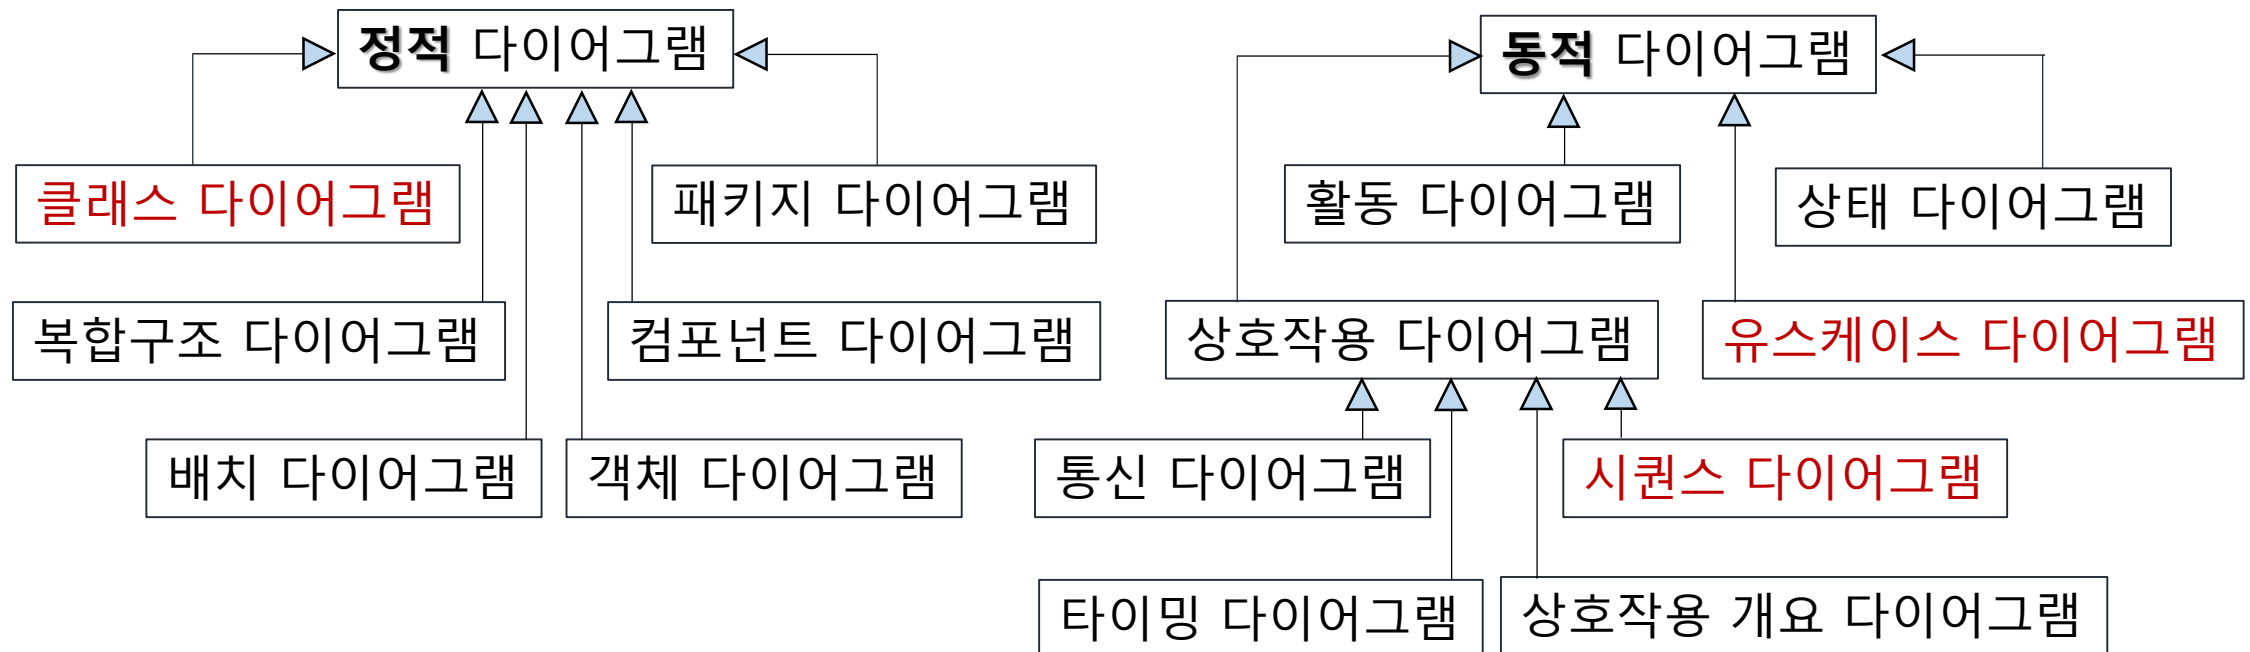 정적 다이어그램
동적 다이어그램
클래스 다이어그램
패키지 다이어그램
활동 다이어그램
상태 다이어그램
복합구조 다이어그램
컴포넌트 다이어그램
상호작용 다이어그램
유스케이스 다이어그램
배치 다이어그램
객체 다이어그램
통신 다이어그램
시퀀스 다이어그램
타이밍 다이어그램
상호작용 개요 다이어그램